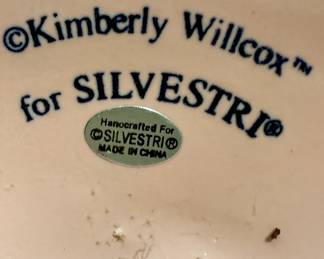 ©Kimberly Willcox™
for SILVESTRI®
Handcrafted For
©SILVESTRI®
MADE IN CHINA